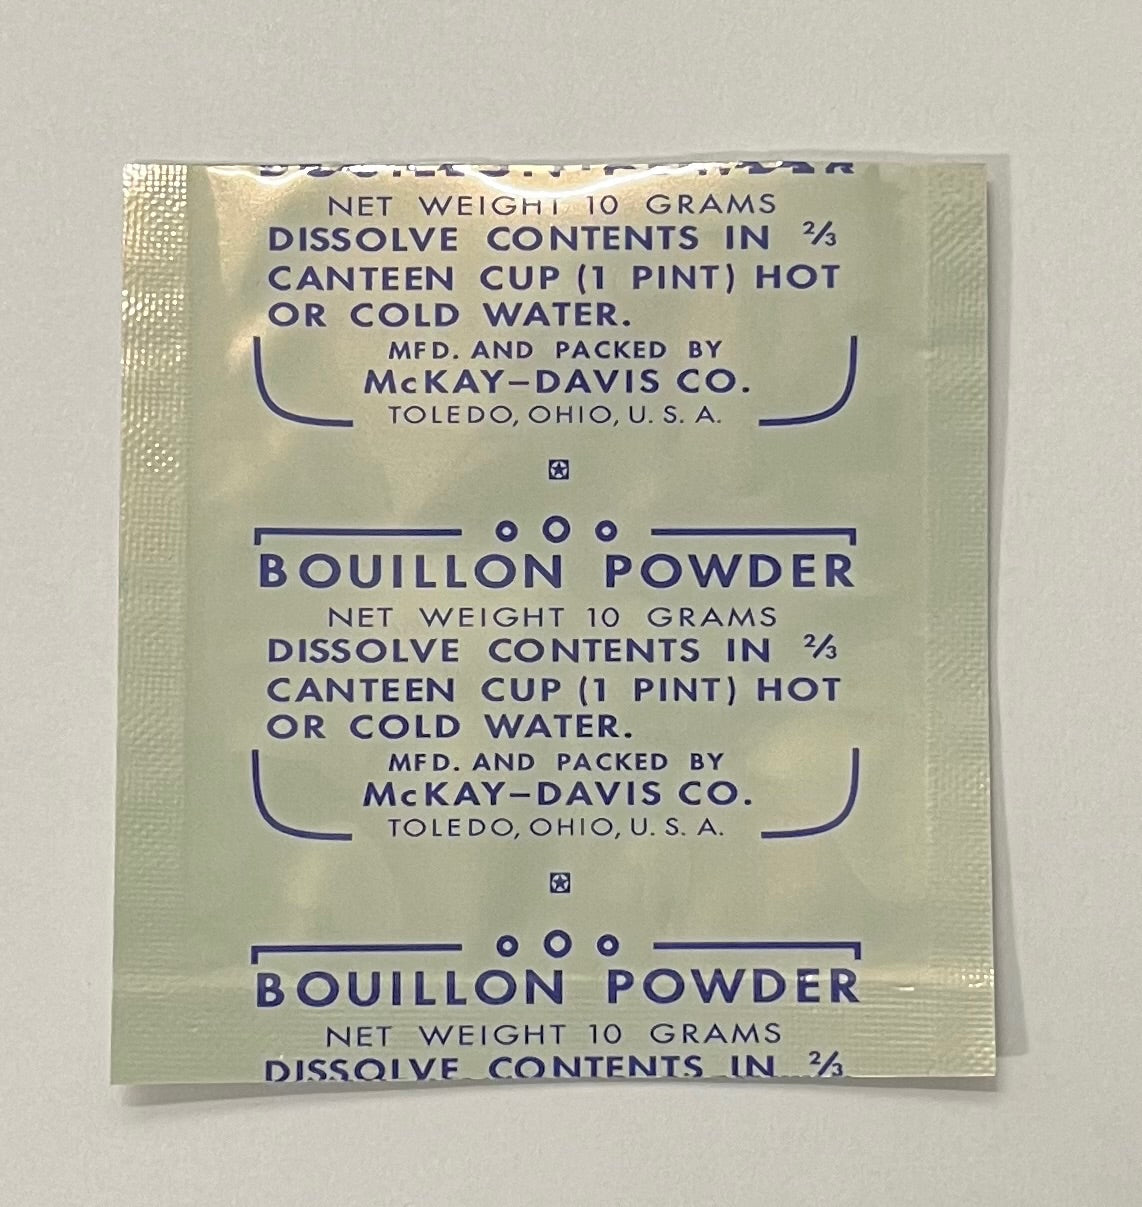 BOUILLON POWDER
NET WEIGHT 10 GRAMS
DISSOLVE CONTENTS IN ⅔
CANTEEN CUP (1 PINT) HOT
OR COLD WATER.
MFD. AND PACKED BY
McKAY–DAVIS CO.
TOLEDO, OHIO, U. S. A.
BOUILLON POWDER
NET WEIGHT 10 GRAMS
DISSOLVE CONTENTS IN ⅔
CANTEEN CUP (1 PINT) HOT
OR COLD WATER.
MFD. AND PACKED BY
McKAY–DAVIS CO.
TOLEDO, OHIO, U. S. A.
BOUILLON POWDER
NET WEIGHT 10 GRAMS
DISSOLVE CONTENTS IN ⅔